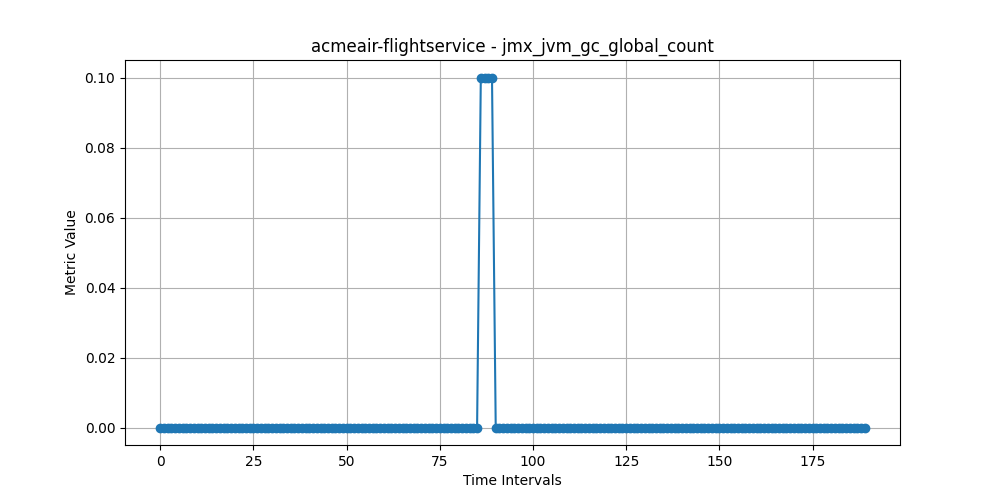 acmeair-flightservice - jmx_jvm_gc_global_count
0.10
0.08
0.06
0.04
0.02
0.00
Metric Value
0 25 50 75 100 125 150 175
Time Intervals